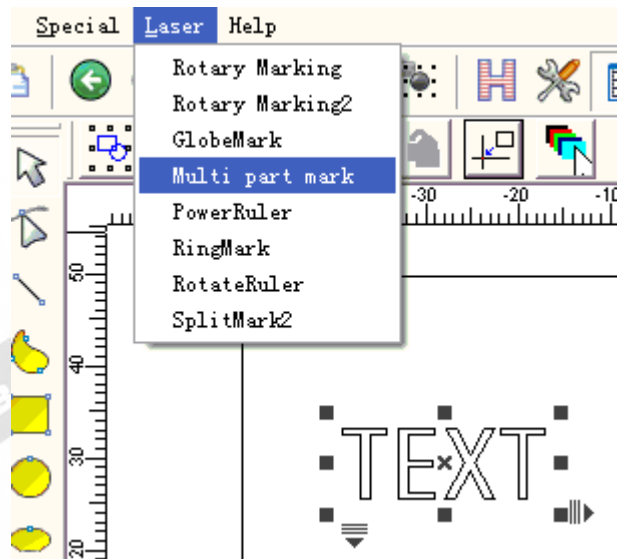 Special Laser Help
Rotary Marking
Rotary Marking2
GlobeMark
Multi part mark
PowerRuler
RingMark
RotateRuler
SplitMark2
-30 -20 -10
50
40
30
20
TEXT